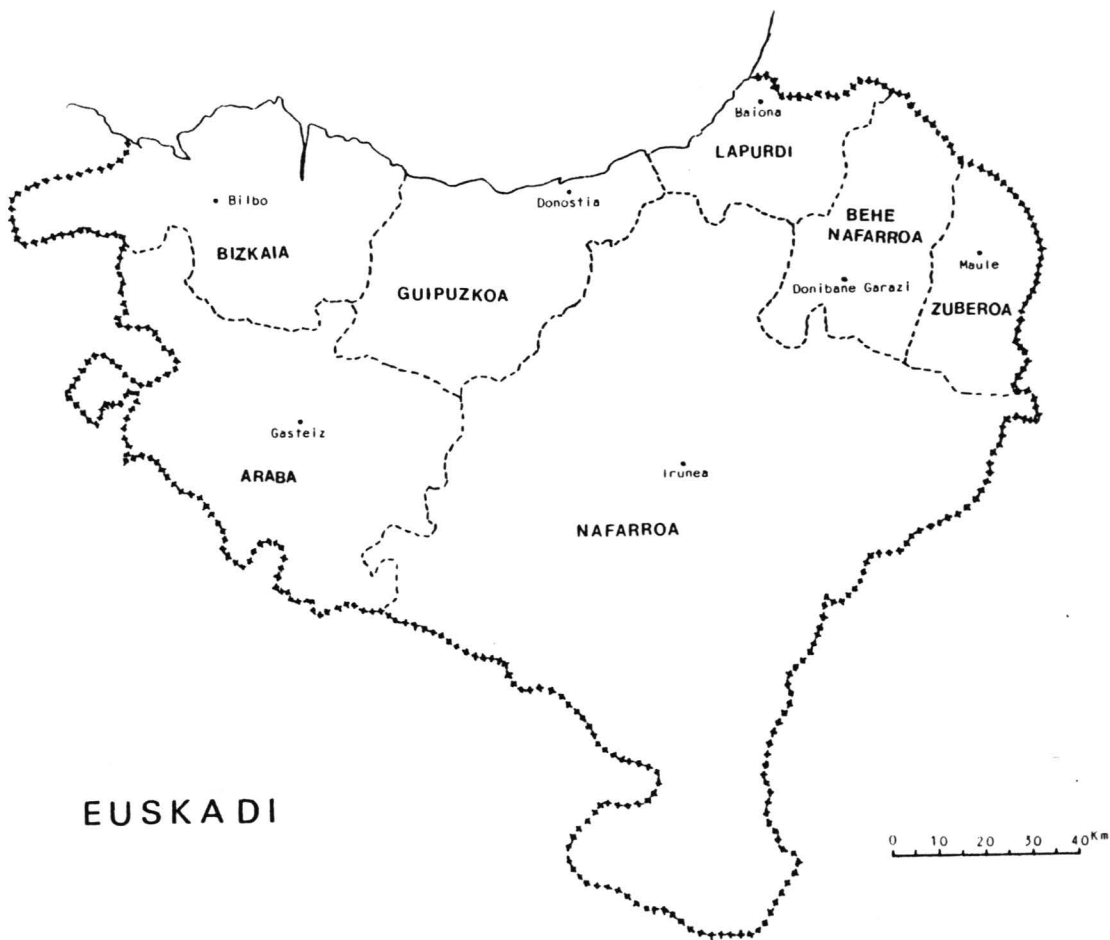 Baiona
LAPURDI
Bilbo
Donostia
BEHE
NAFARROA
BIZKAIA
Maule
GUIPUZKOA
Donibane Garazi
ZUBEROA
Gasteiz
ARABA
Irunea
NAFARROA
EUSKADI
0 10 20 30 40 Km